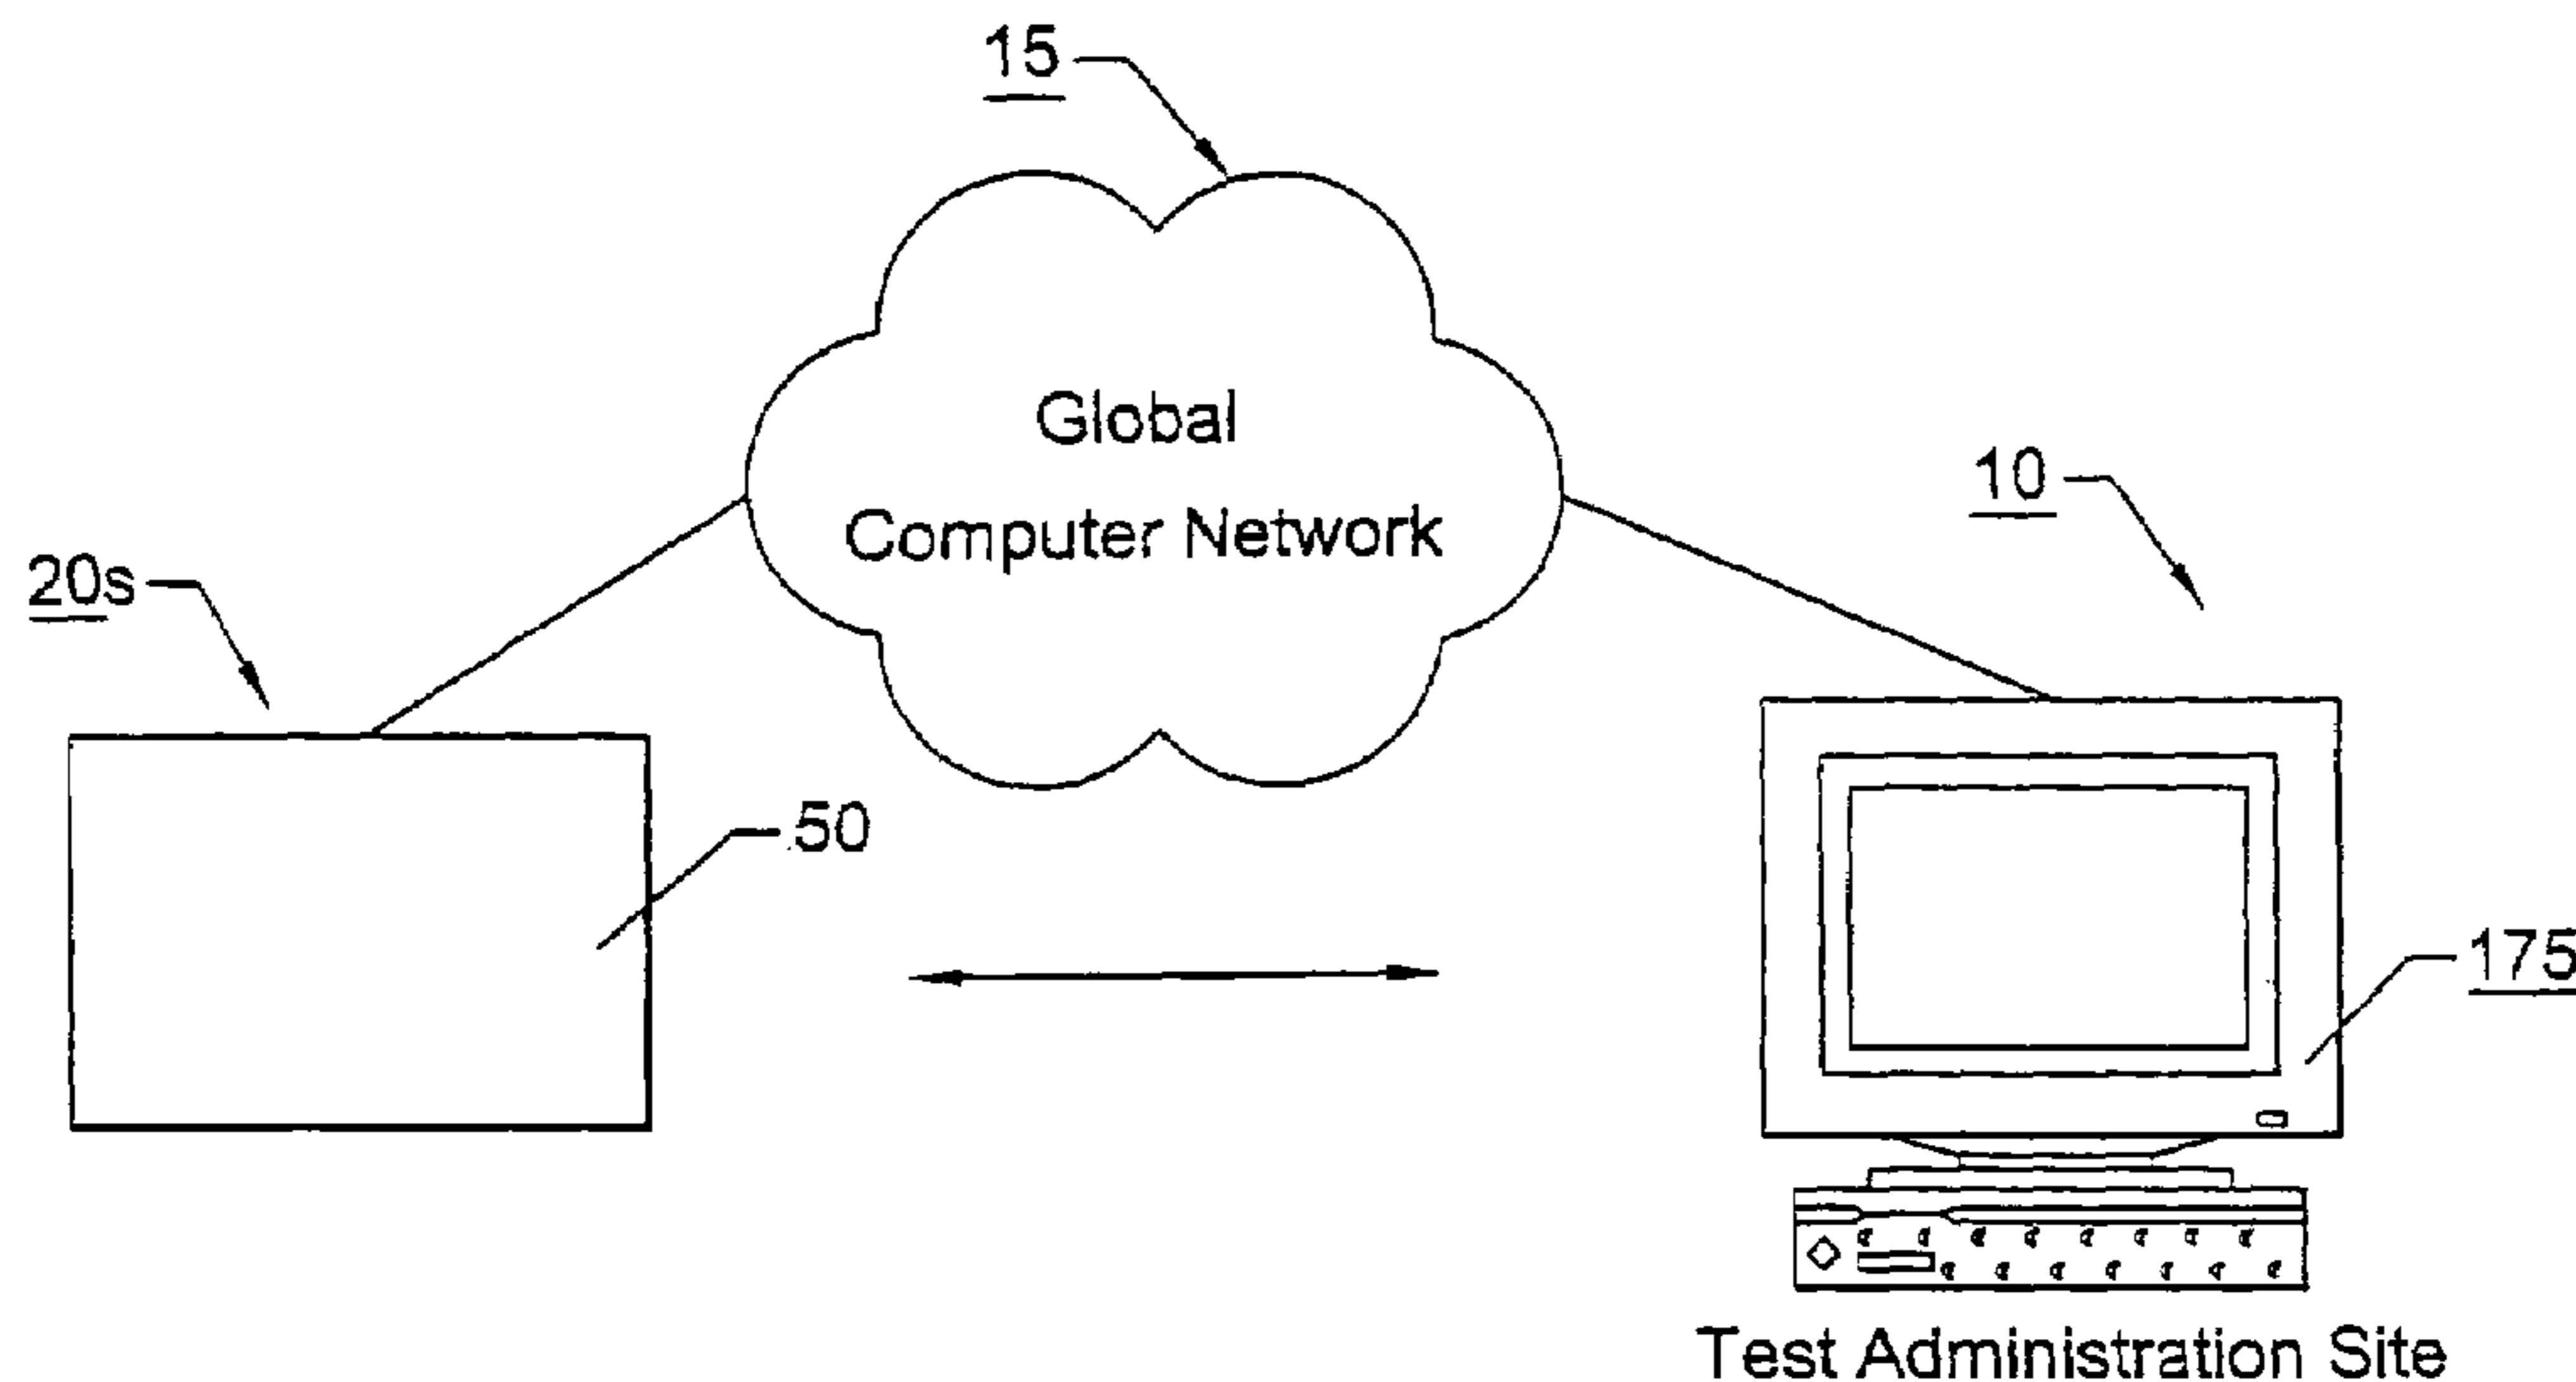 15
Global
Computer Network
10
20s
50
175
Test Administration Site